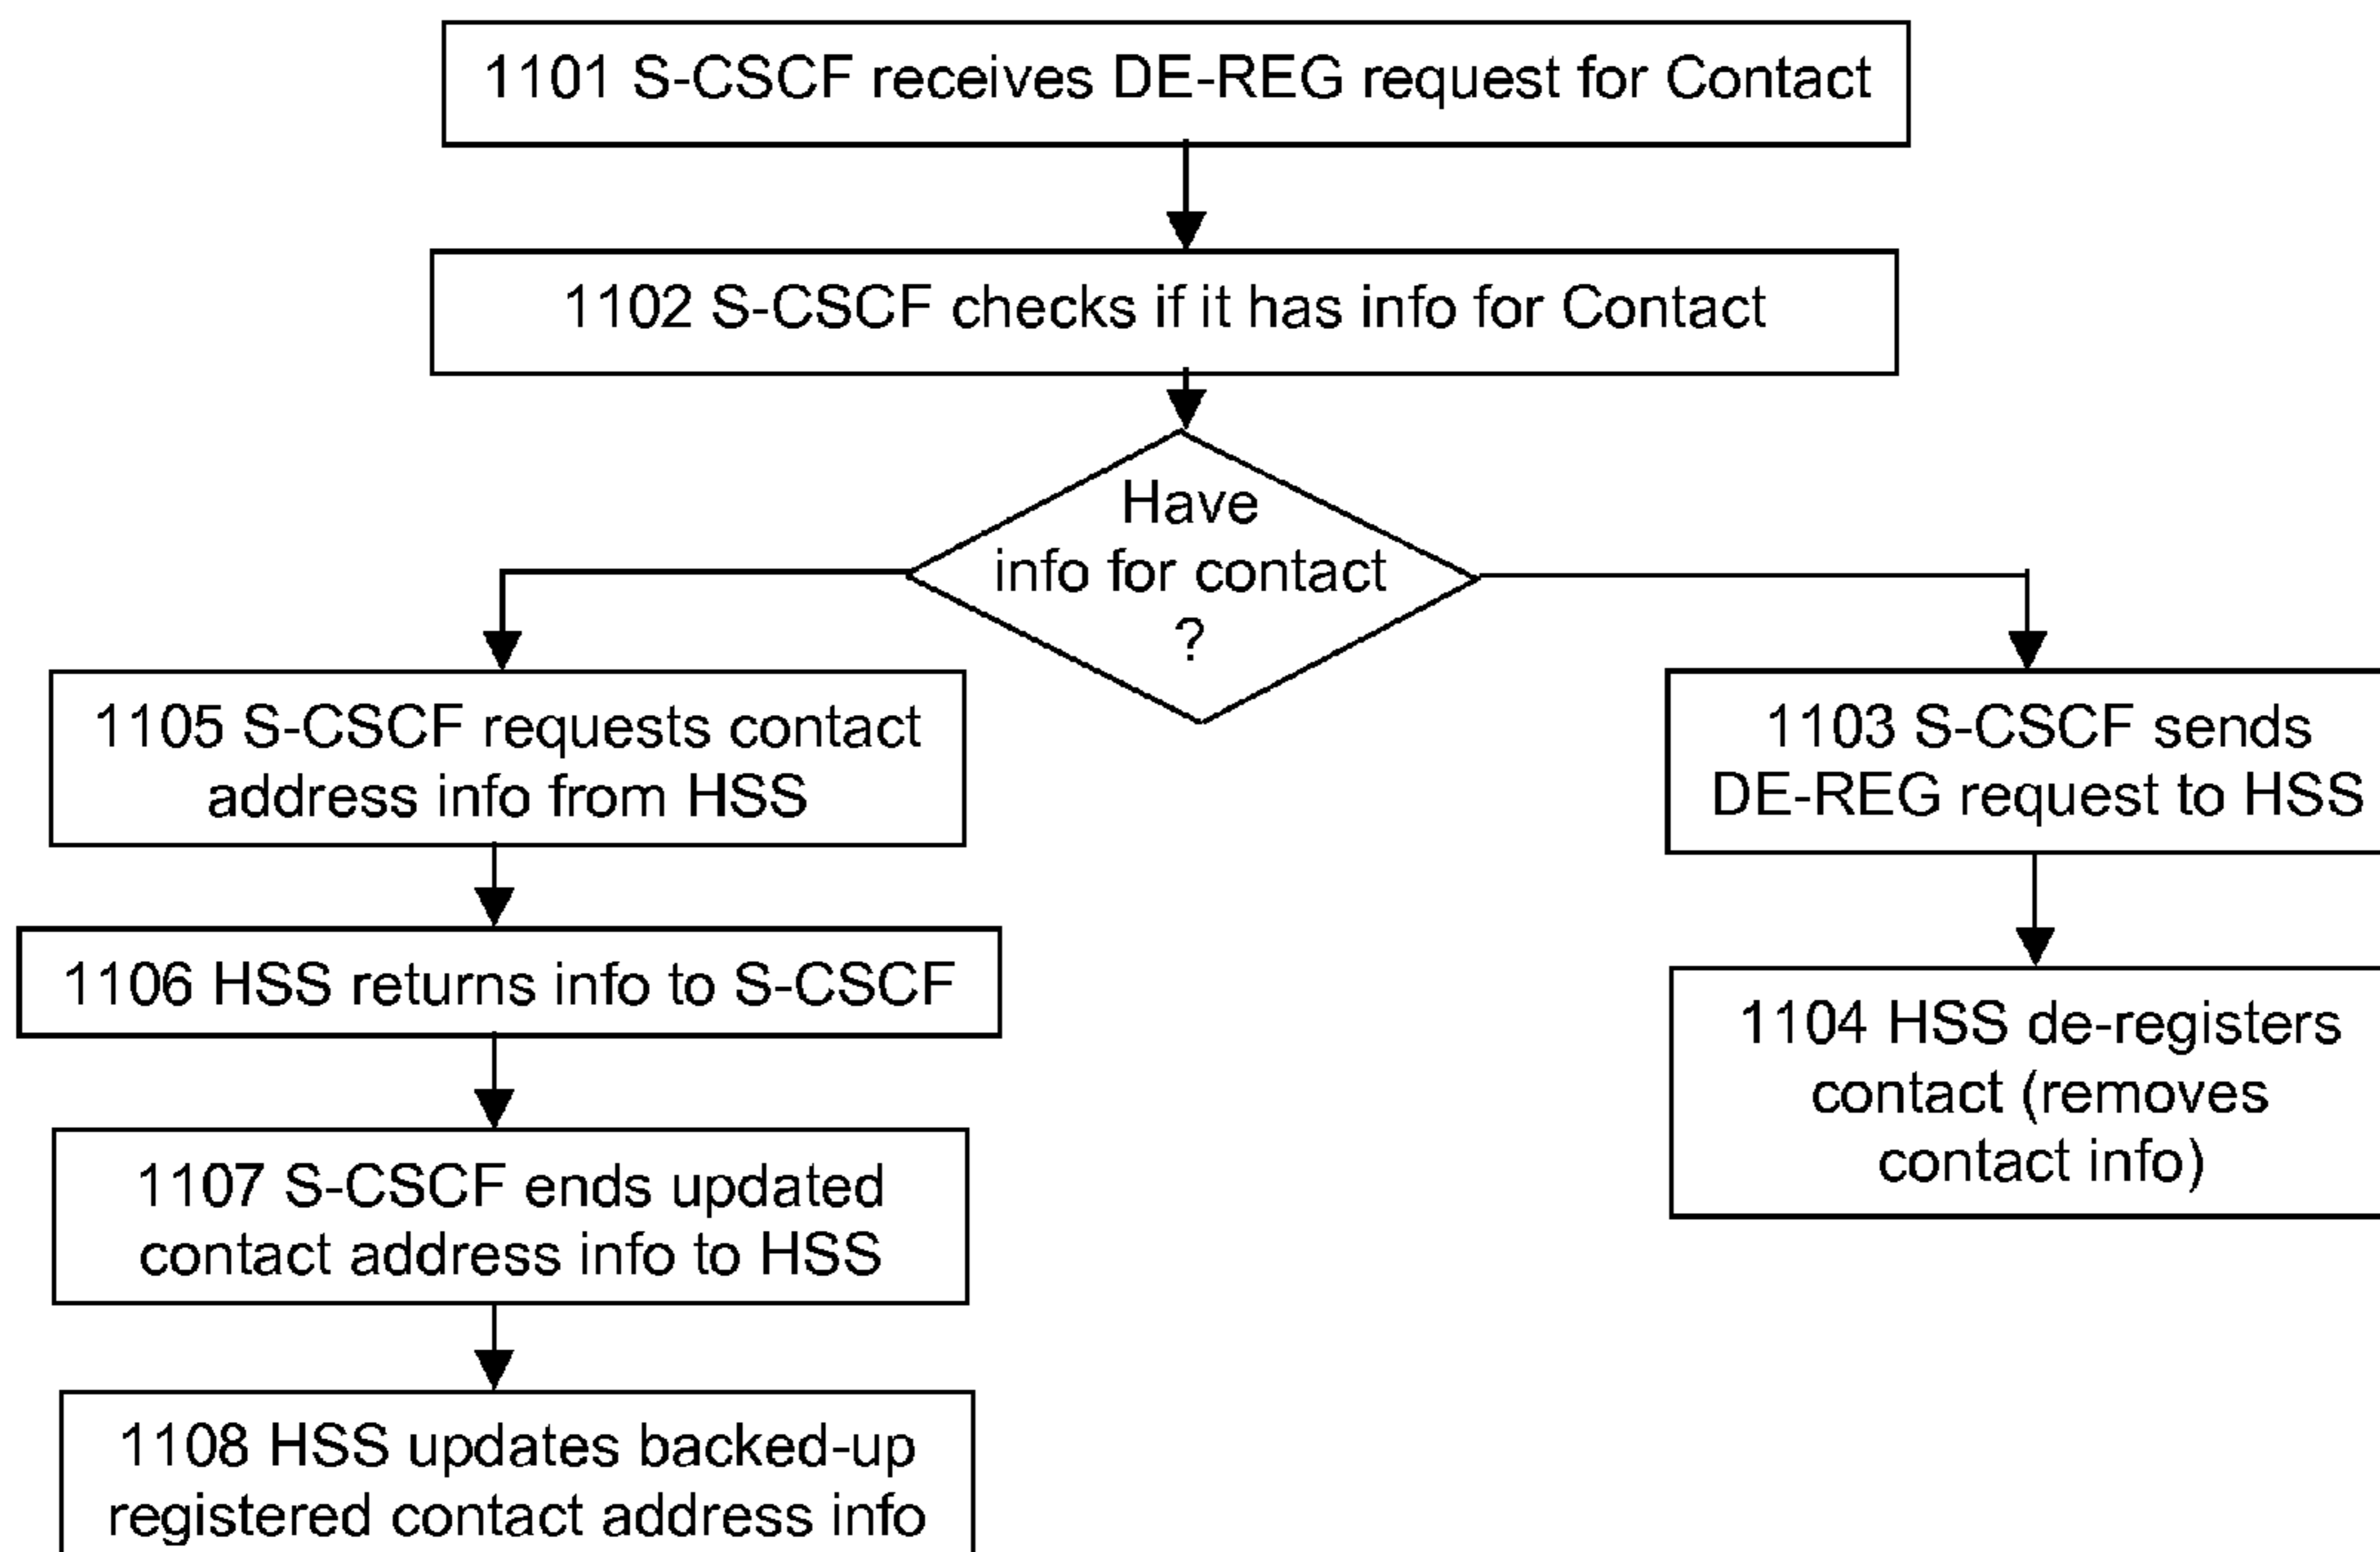 1101 S-CSCF receives DE-REG request for Contact
1102 S-CSCF checks if it has info for Contact
Have
info for contact
?
1105 S-CSCF requests contact
address info from HSS
1103 S-CSCF sends
DE-REG request to HSS
1106 HSS returns info to S-CSCF
1104 HSS de-registers
contact (removes
contact info)
1107 S-CSCF ends updated
contact address info to HSS
1108 HSS updates backed-up
registered contact address info